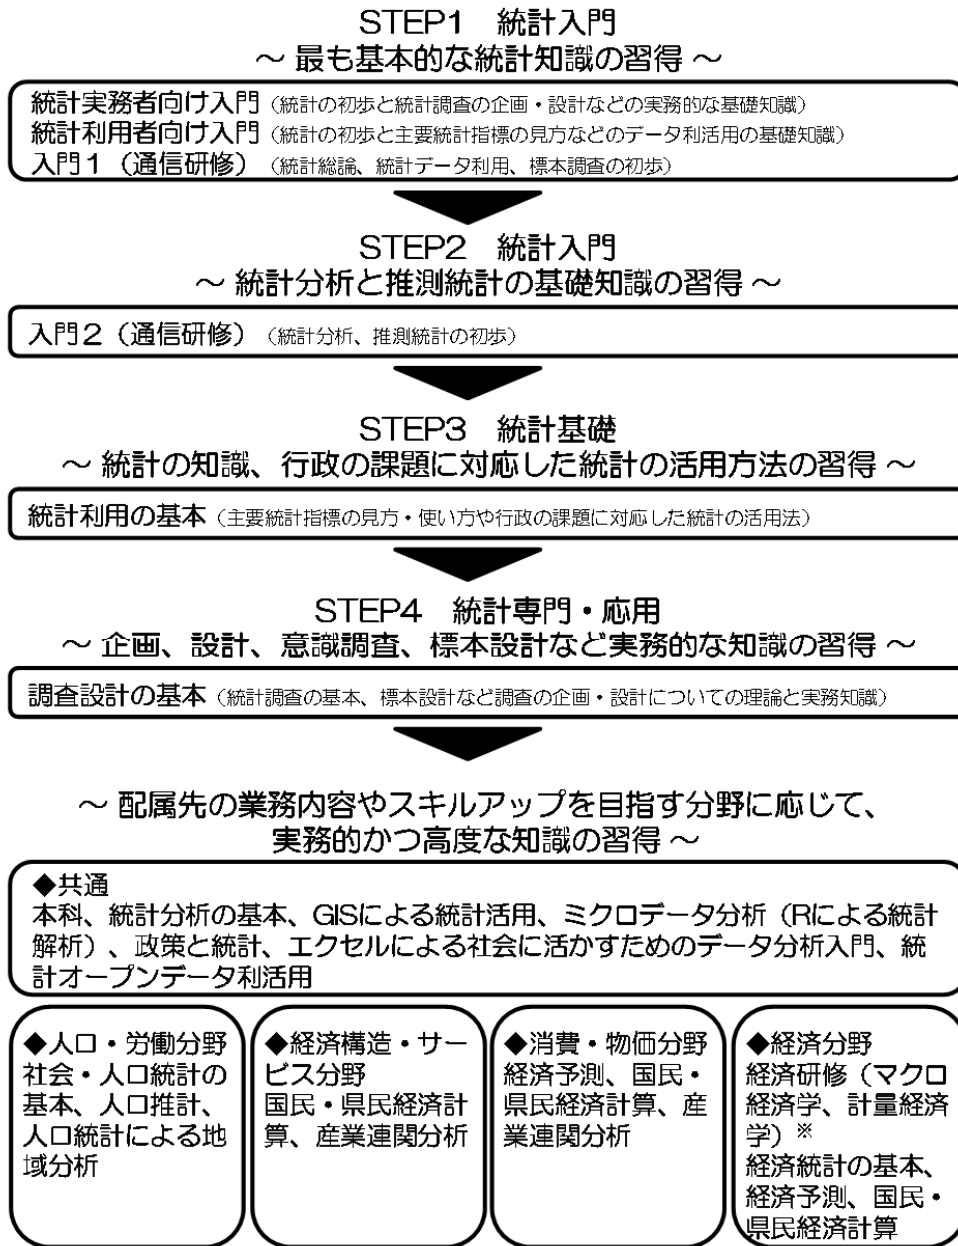 STEP1　統計入門
～ 最も基本的な統計知識の習得 ～
統計実務者向け入門（統計の初歩と統計調査の企画・設計などの実務的な基礎知識）
統計利用者向け入門（統計の初歩と主要統計指標の見方などのデータ利活用の基礎知識）
入門１（通信研修）（統計総論、統計データ利用、標本調査の初歩）
STEP2　統計入門
～ 統計分析と推測統計の基礎知識の習得 ～
入門２（通信研修）（統計分析、推測統計の初歩）
STEP3　統計基礎
～ 統計の知識、行政の課題に対応した統計の活用方法の習得 ～
統計利用の基本（主要統計指標の見方・使い方や行政の課題に対応した統計の活用法）
STEP4　統計専門・応用
～ 企画、設計、意識調査、標本設計など実務的な知識の習得 ～
調査設計の基本（統計調査の基本、標本設計など調査の企画・設計についての理論と実務知識）
～ 配属先の業務内容やスキルアップを目指す分野に応じて、
実務的かつ高度な知識の習得 ～
◆共通
本科、統計分析の基本、GISによる統計活用、ミクロデータ分析（Rによる統計
解析）、政策と統計、エクセルによる社会に活かすためのデータ分析入門、統
計オープンデータ利活用
◆人口・労働分野
社会・人口統計の
基本、人口推計、
人口統計による地
域分析
◆経済構造・サー
ビス分野
国民・県民経済計
算、産業連関分析
◆消費・物価分野
経済予測、国民・
県民経済計算、産
業連関分析
◆経済分野
経済研修（マクロ
経済学、計量経済
学）※
経済統計の基本、
経済予測、国民・
県民経済計算